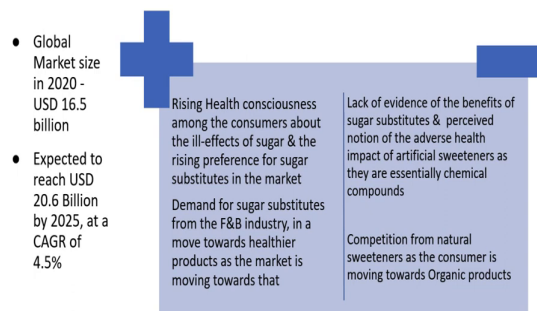 ● Global
Market size
in 2020 -
USD 16.5
billion
● Expected to
reach USD
20.6 Billion
by 2025, at a
CAGR of
4.5%
Rising Health consciousness
among the consumers about
the ill-effects of sugar & the
rising preference for sugar
substitutes in the market
Demand for sugar substitutes
from the F&B industry, in a
move towards healthier
products as the market is
moving towards that
Lack of evidence of the benefits of
sugar substitutes & perceived
notion of the adverse health
impact of artificial sweeteners as
they are essentially chemical
compounds
Competition from natural
sweeteners as the consumer is
moving towards Organic products